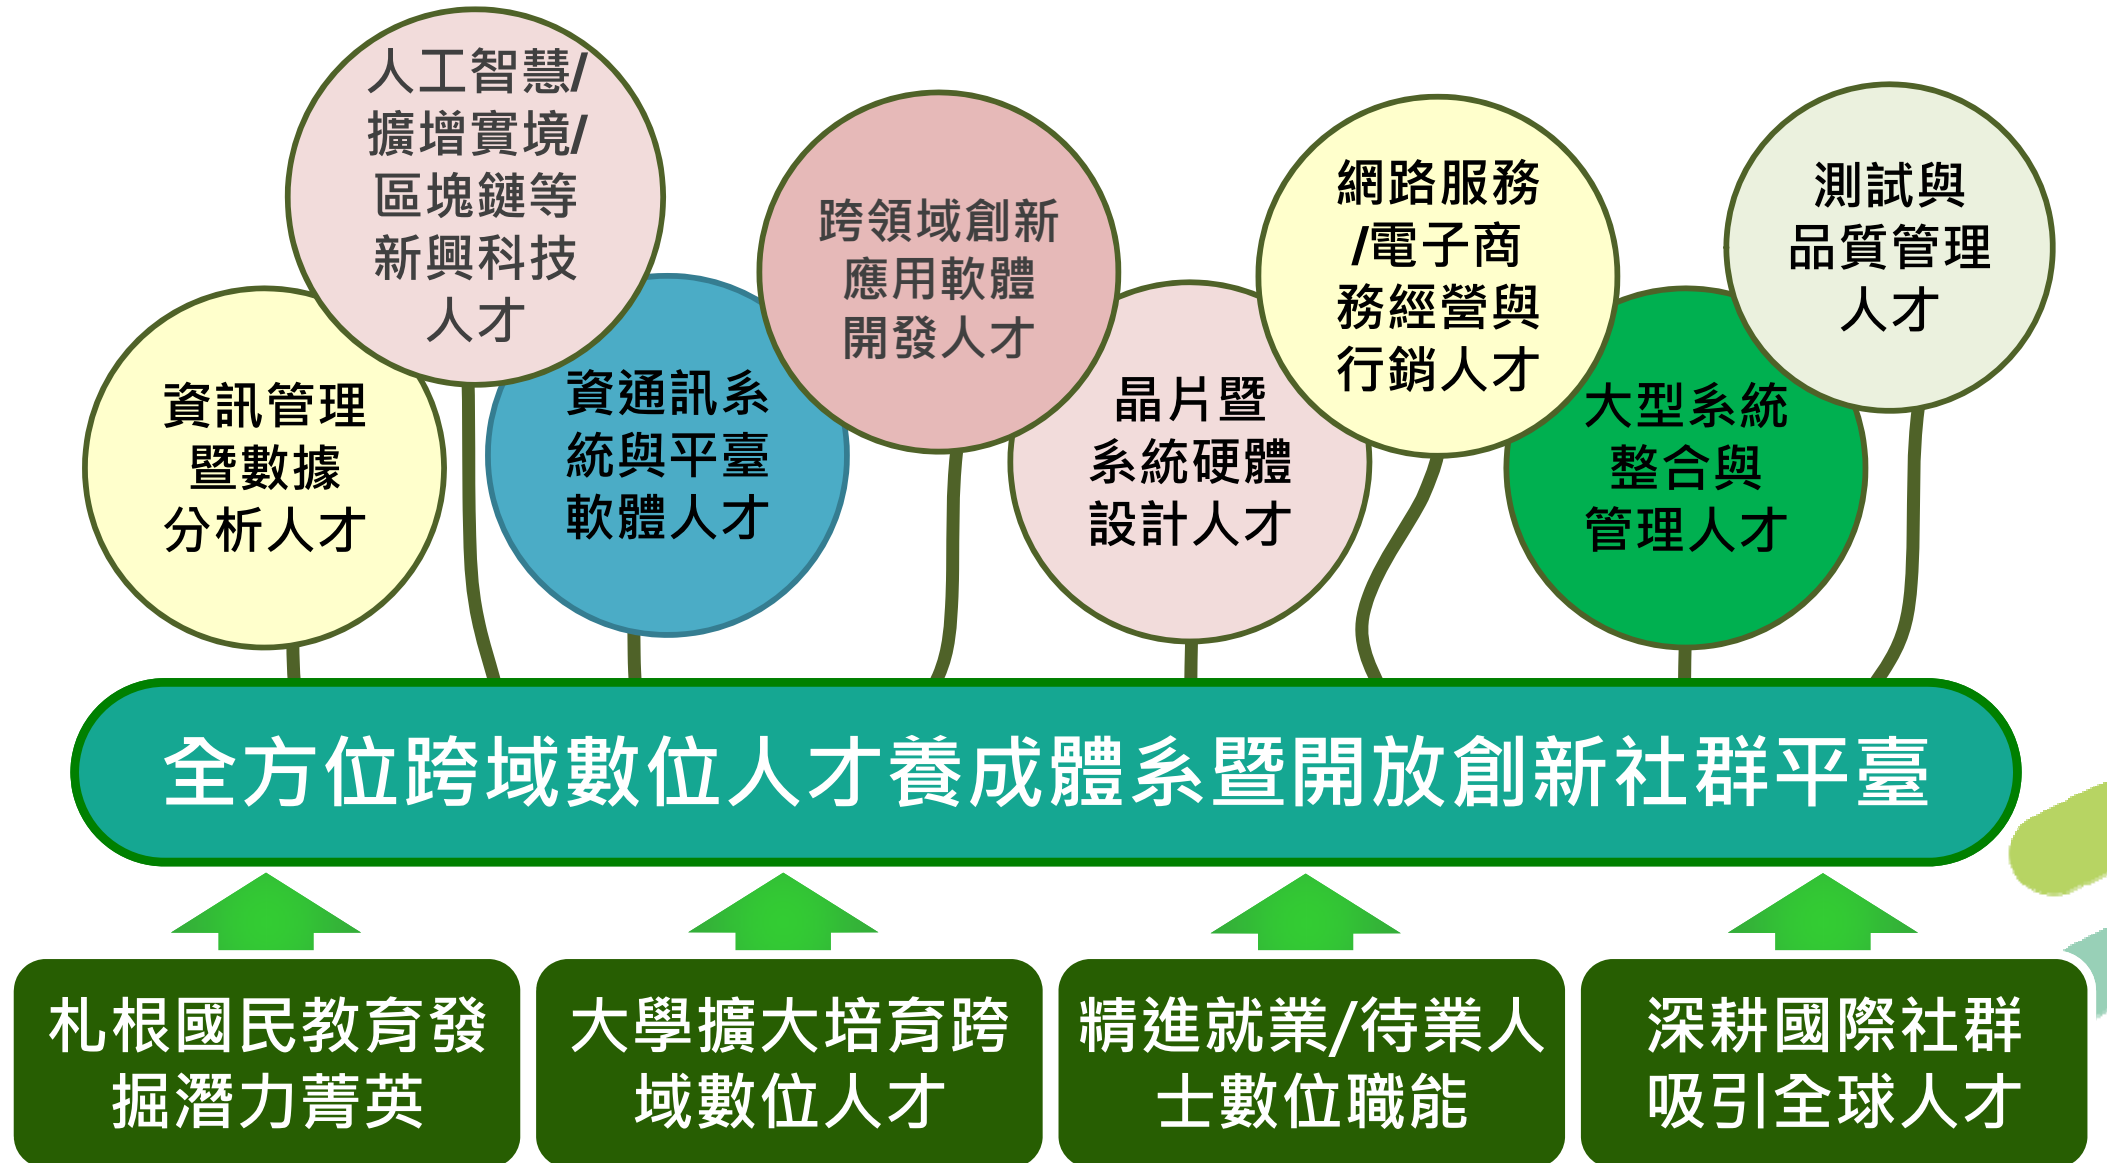 人工智慧/
擴增實境/
區塊鏈等
新興科技
人才
跨領域創新
應用軟體
開發人才
網路服務
/電子商
務經營與
行銷人才
測試與
品質管理
人才
資訊管理
暨數據
分析人才
資通訊系
統與平臺
軟體人才
晶片暨
系統硬體
設計人才
大型系統
整合與
管理人才
全方位跨域數位人才養成體系暨開放創新社群平臺
札根國民教育發
掘潛力菁英
大學擴大培育跨
域數位人才
精進就業/待業人
士數位職能
深耕國際社群
吸引全球人才